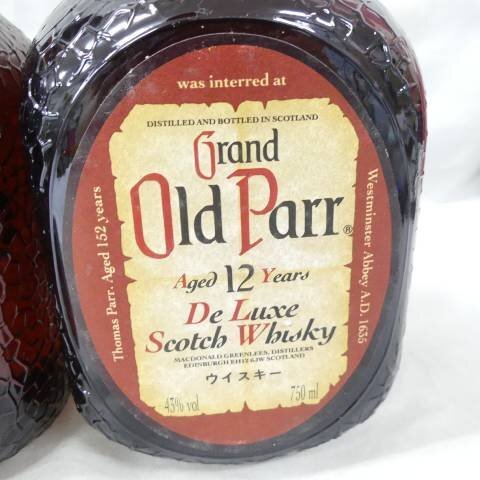 was interred at
DISTILLED AND BOTTLED IN SCOTLAND
Grand
Old Parr®
Aged 12 Years
De Luxe
Scotch Whisky
MACDONALD GREENLEES, DISTILLERS
EDINBURGH EH12 6JW SCOTLAND
ウイスキー
43% vol 750 ml
Thomas Parr. Aged 152 years
Westminster Abbey A.D. 1635